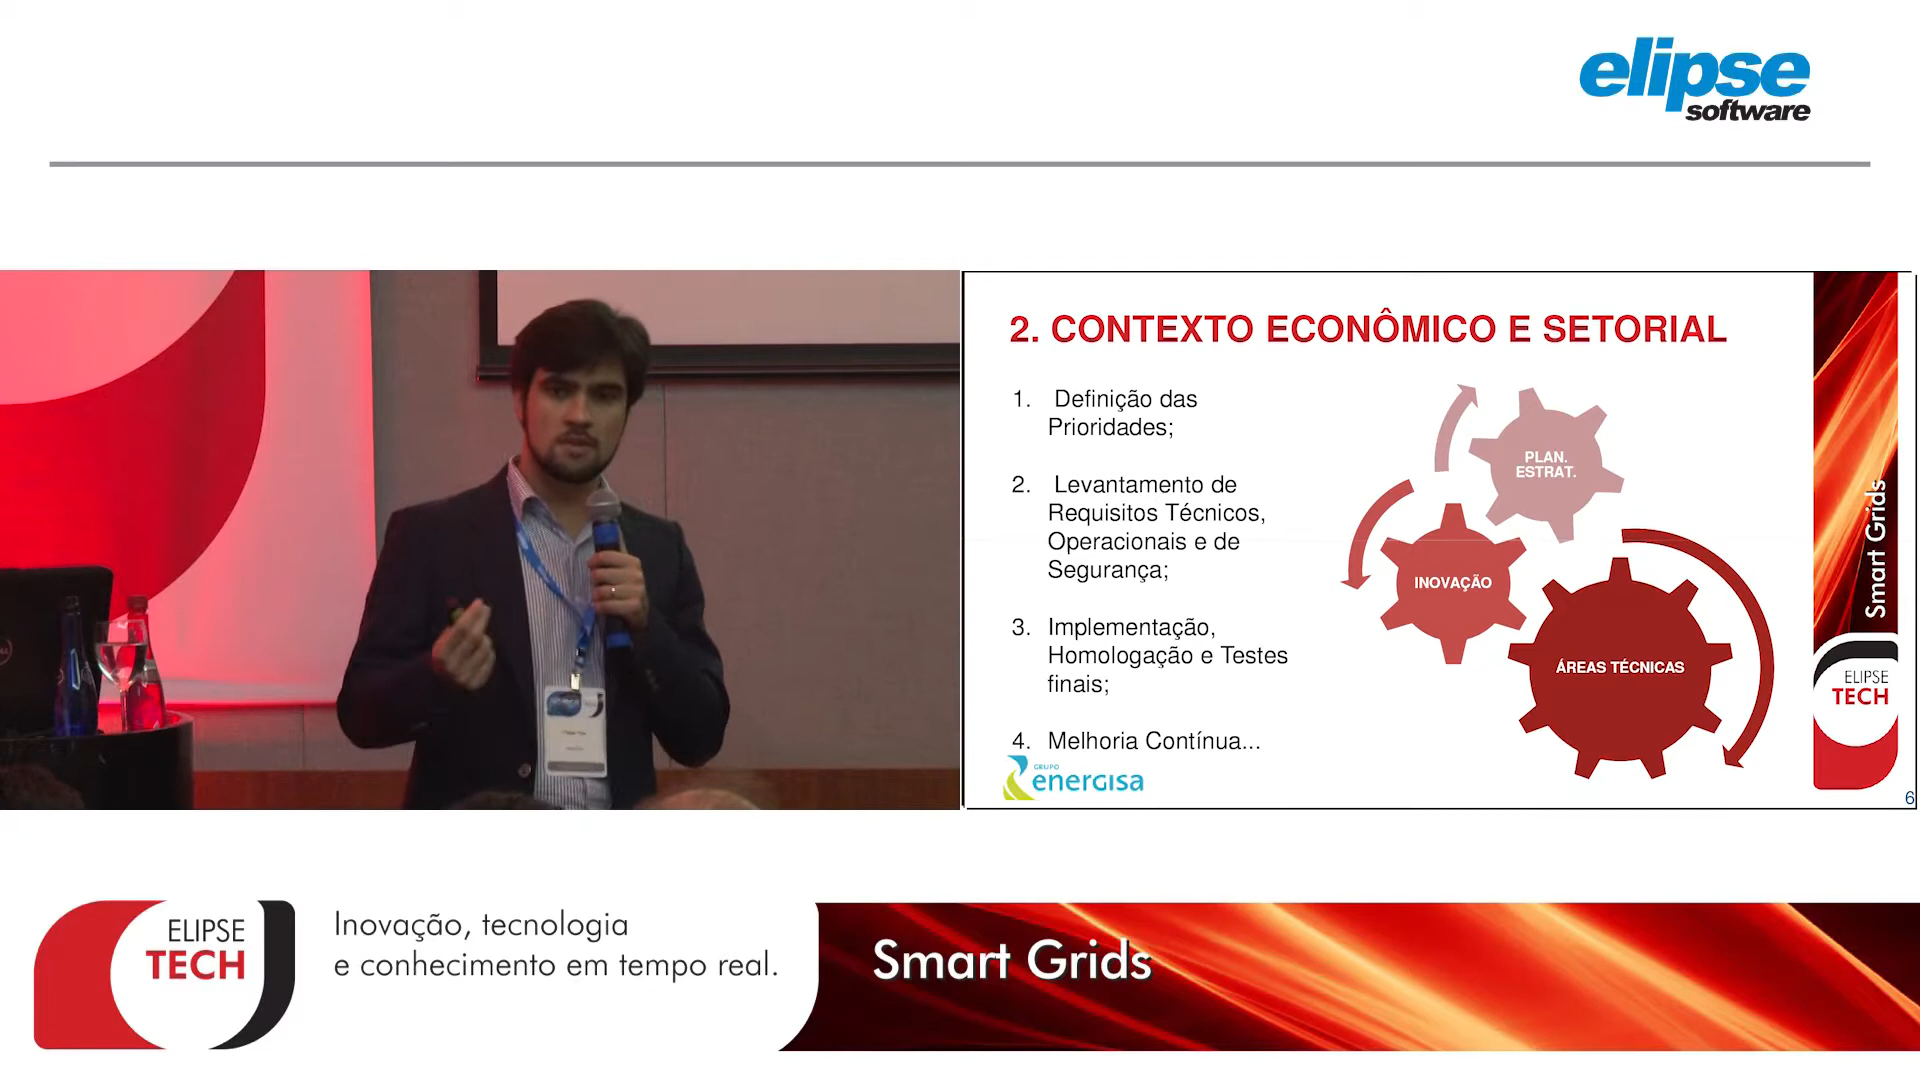 elipse
software
2. CONTEXTO ECONÔMICO E SETORIAL
1. Definição das
Prioridades;
2. Levantamento de
Requisitos Técnicos,
Operacionais e de
Segurança;
3. Implementação,
Homologação e Testes
finais;
4. Melhoria Contínua...
PLAN.
ESTRAT.
INOVAÇÃO
ÁREAS TÉCNICAS
GRUPO
energisa
Smart Grids
ELIPSE
TECH
6
ELIPSE
TECH
Inovação, tecnologia
e conhecimento em tempo real.
Smart Grids